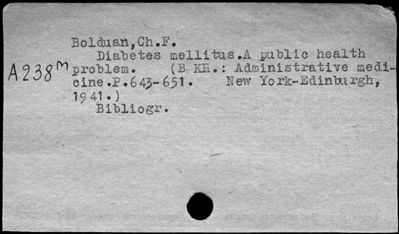 Bolduan,Ch.F.
Diabetes mellitus.A public health
A238m problem. (B KH.: Administrative medi-
cine.P.643-651. New York-Edinburgh,
1941.)
Bibliogr.